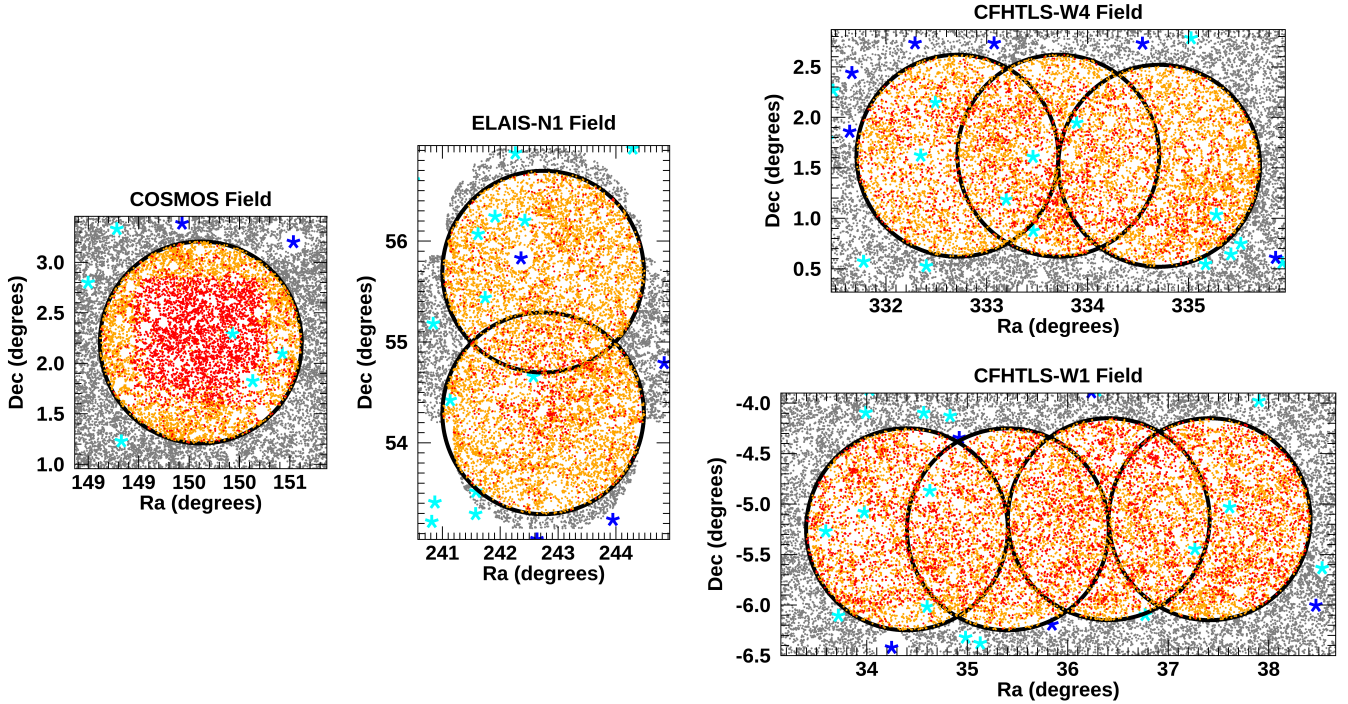 CFHTLS-W4 Field
2.5
2.0
1.5
1.0
0.5
Dec (degrees)
332 333 334 335
Ra (degrees)
ELAIS-N1 Field
56
55
54
Dec (degrees)
241 242 243 244
Ra (degrees)
COSMOS Field
3.0
2.5
2.0
1.5
1.0
Dec (degrees)
149 149 150 150 151
Ra (degrees)
CFHTLS-W1 Field
-4.0
-4.5
-5.0
-5.5
-6.0
-6.5
Dec (degrees)
34 35 36 37 38
Ra (degrees)